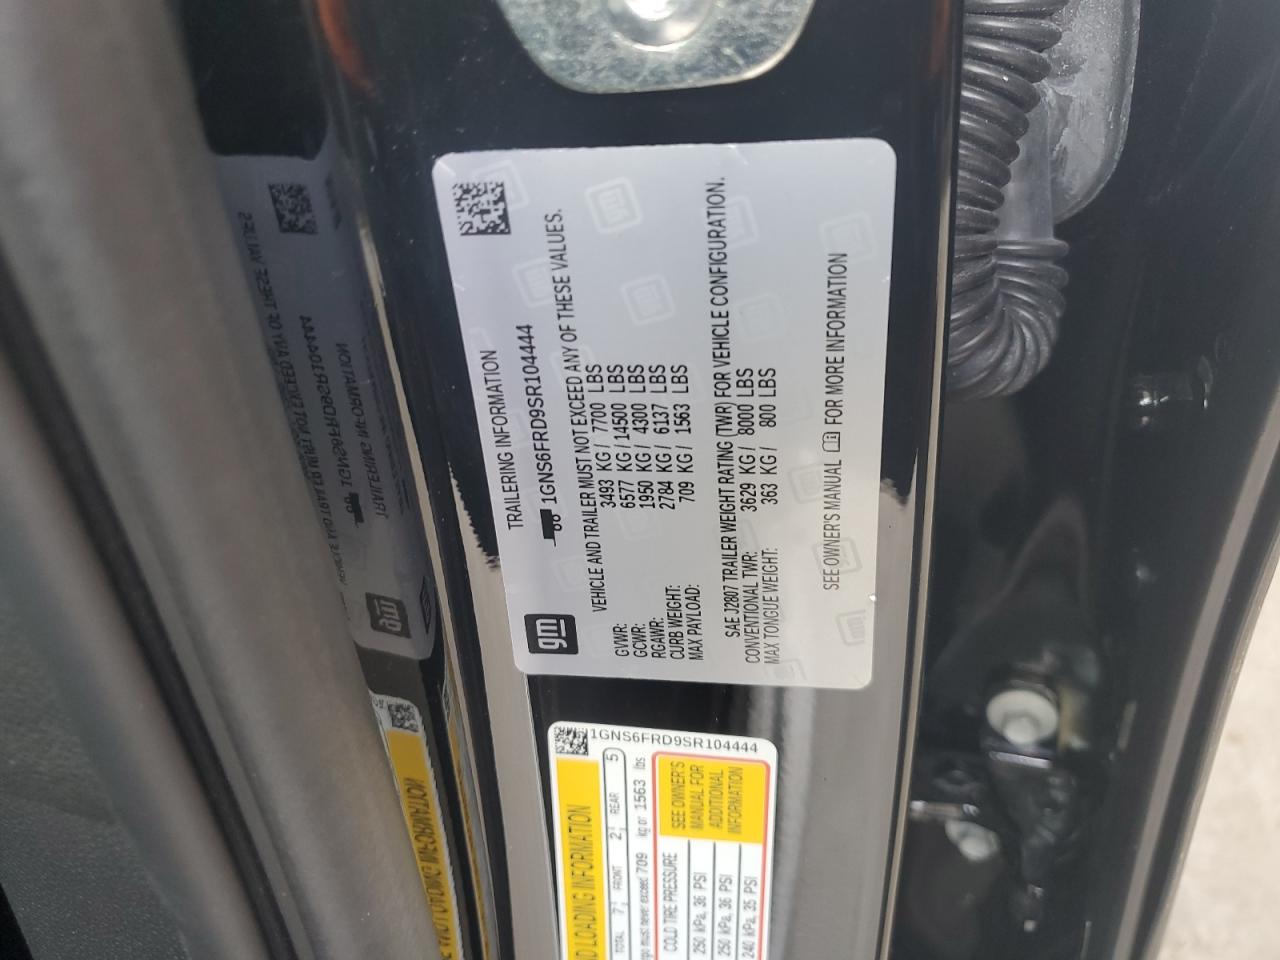 TRAILERING INFORMATION
1GNS6FRD9SR104444
gm
VEHICLE AND TRAILER MUST NOT EXCEED ANY OF THESE VALUES.
GVWR: 3493 KG / 7700 LBS
GCWR: 6577 KG / 14500 LBS
RGAWR: 1950 KG / 4300 LBS
CURB WEIGHT: 2784 KG / 6137 LBS
MAX PAYLOAD: 709 KG / 1563 LBS
SAE J2807 TRAILER WEIGHT RATING (TWR) FOR VEHICLE CONFIGURATION.
CONVENTIONAL TWR: 3629 KG / 8000 LBS
MAX TONGUE WEIGHT: 363 KG / 800 LBS
SEE OWNER'S MANUAL FOR MORE INFORMATION
1GNS6FRD9SR104444
LOADING INFORMATION
TOTAL 7 FRONT 2 REAR 5
must never exceed 709 kg or 1563 lbs
COLD TIRE PRESSURE
SEE OWNER'S
MANUAL FOR
ADDITIONAL
INFORMATION
250 kPa, 36 PSI
250 kPa, 36 PSI
240 kPa, 35 PSI